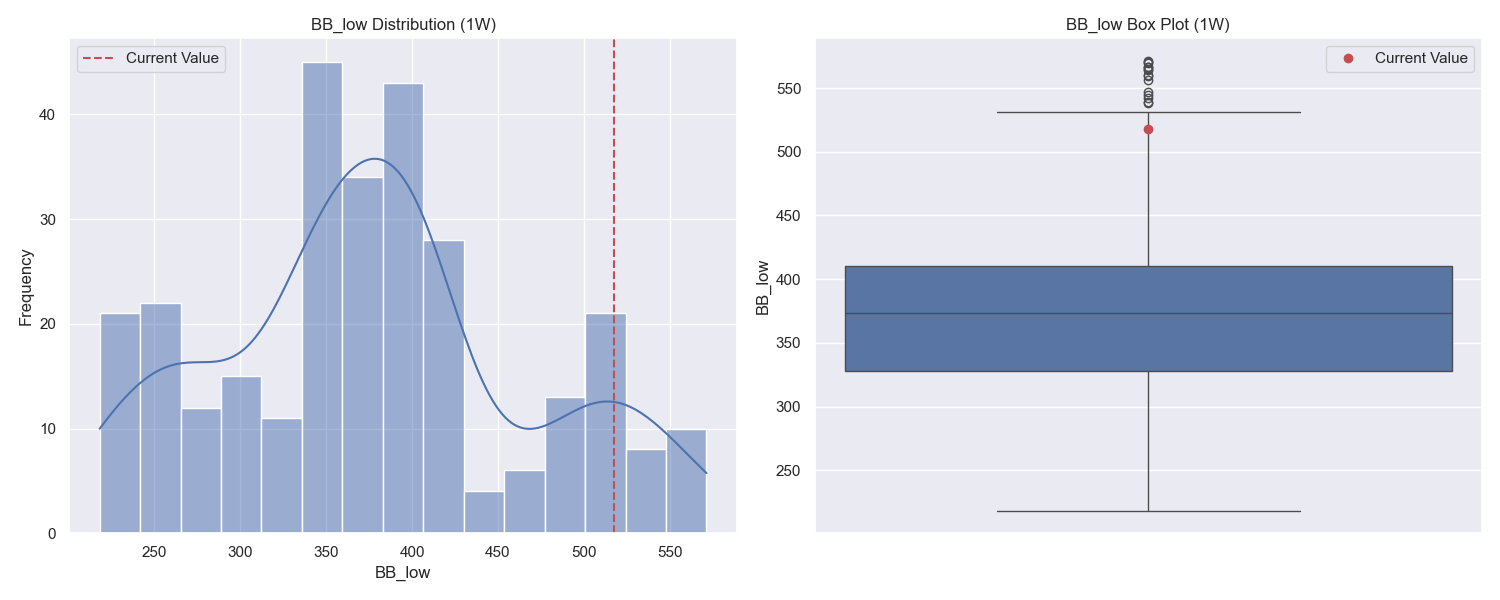 BB_low Distribution (1W)
Current Value
Frequency
40
30
20
10
0
250 300 350 400 450 500 550
BB_low
BB_low Box Plot (1W)
Current Value
BB_low
550
500
450
400
350
300
250